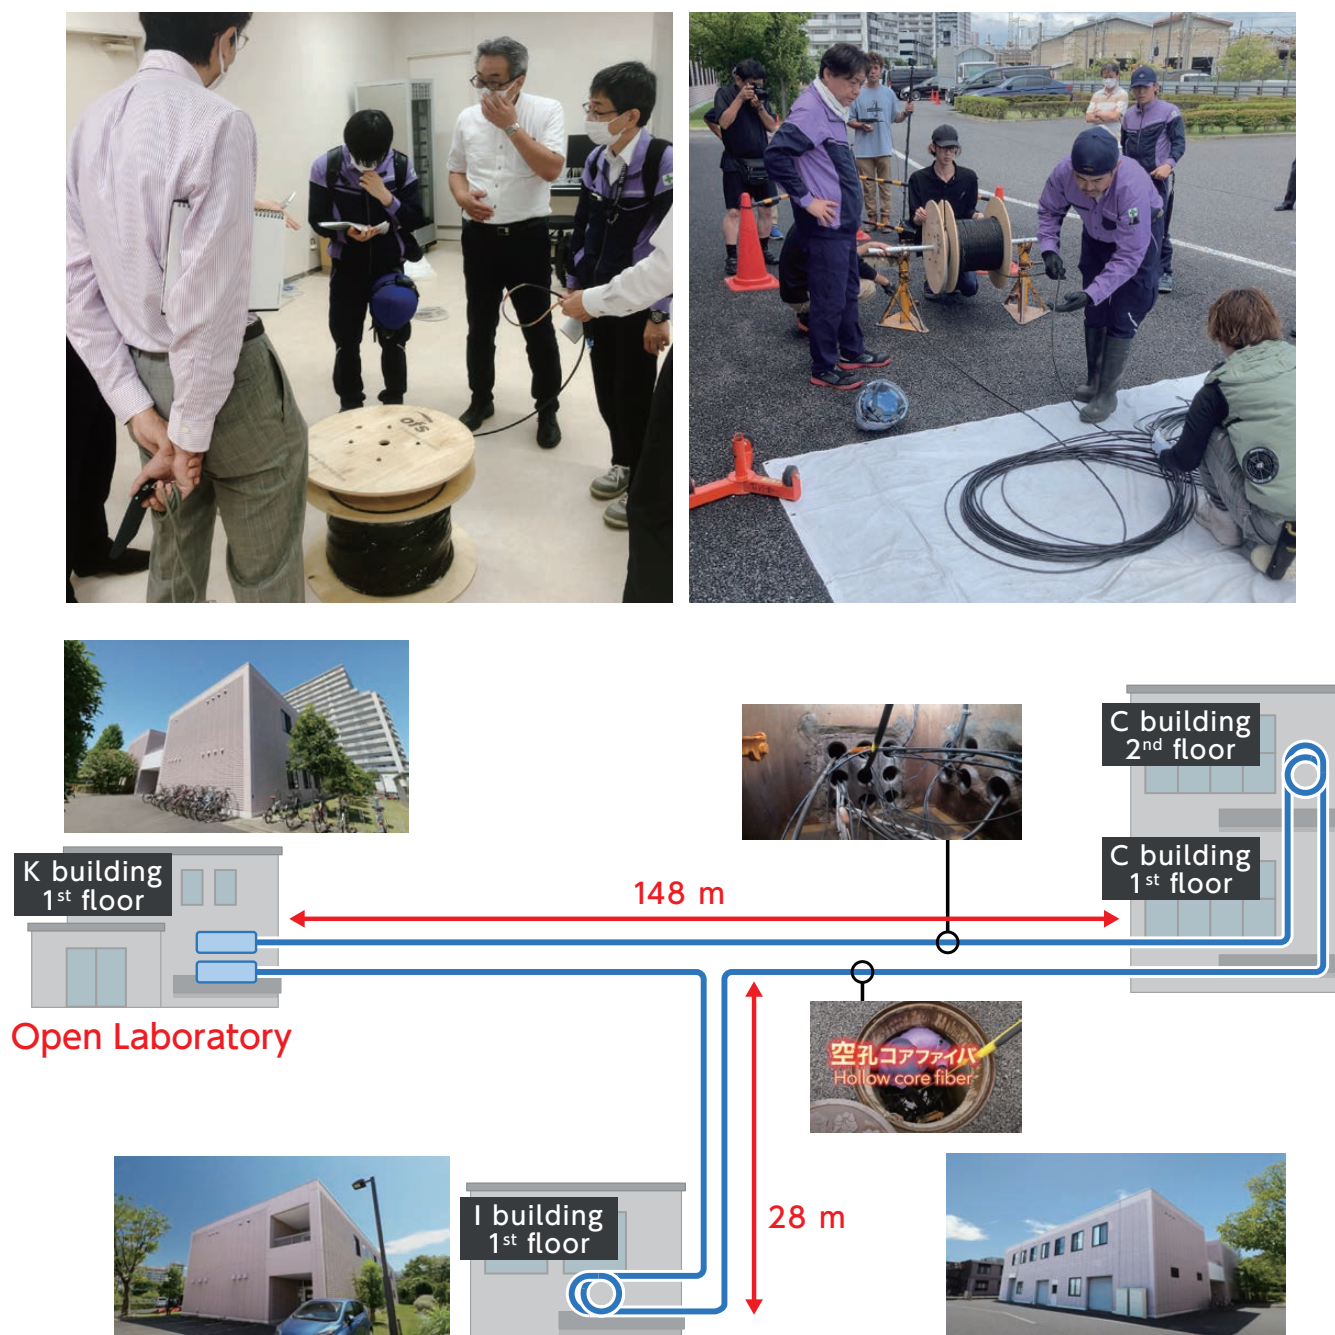 ofs
C building
2nd floor
K building
1st floor
148 m
C building
1st floor
Open Laboratory
空孔コアファイバ
Hollow core fiber
I building
1st floor
28 m